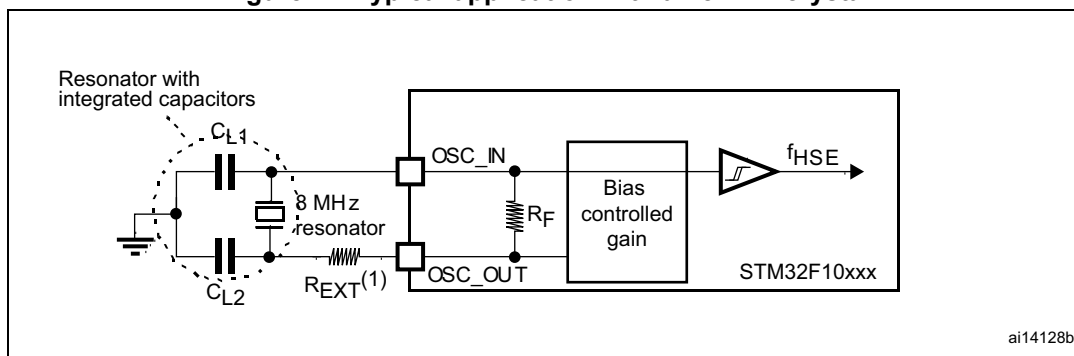 Resonator with
integrated capacitors
CL1
OSC_IN
fHSE
8 MHz
resonator
RF
Bias
controlled
gain
REXT(1)
OSC_OUT
STM32F10xxx
CL2
ai14128b